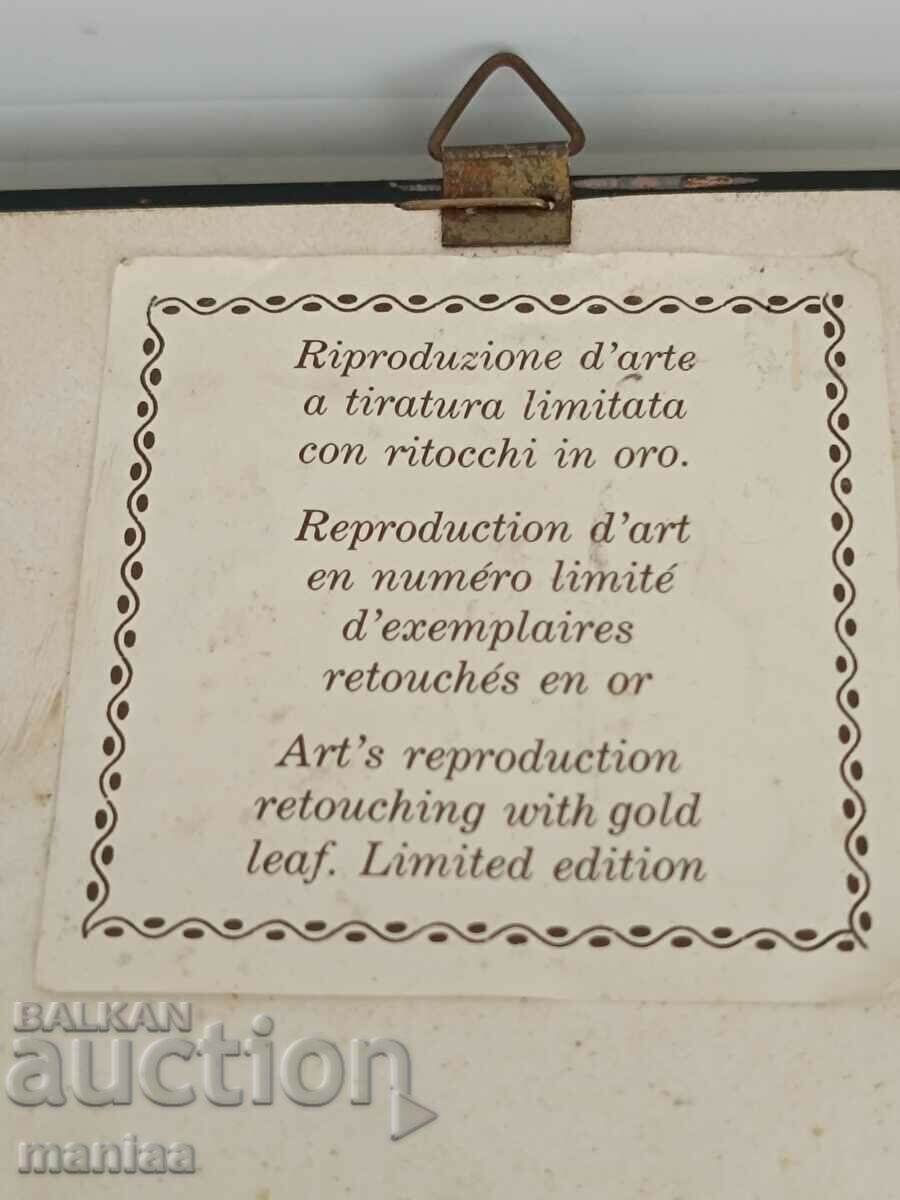 Riproduzione d'arte
a tiratura limitata
con ritocchi in oro.
Reproduction d'art
en numéro limité
d'exemplaires
retouchés en or
Art's reproduction
retouching with gold
leaf. Limited edition
BALKAN
auction
maniaa